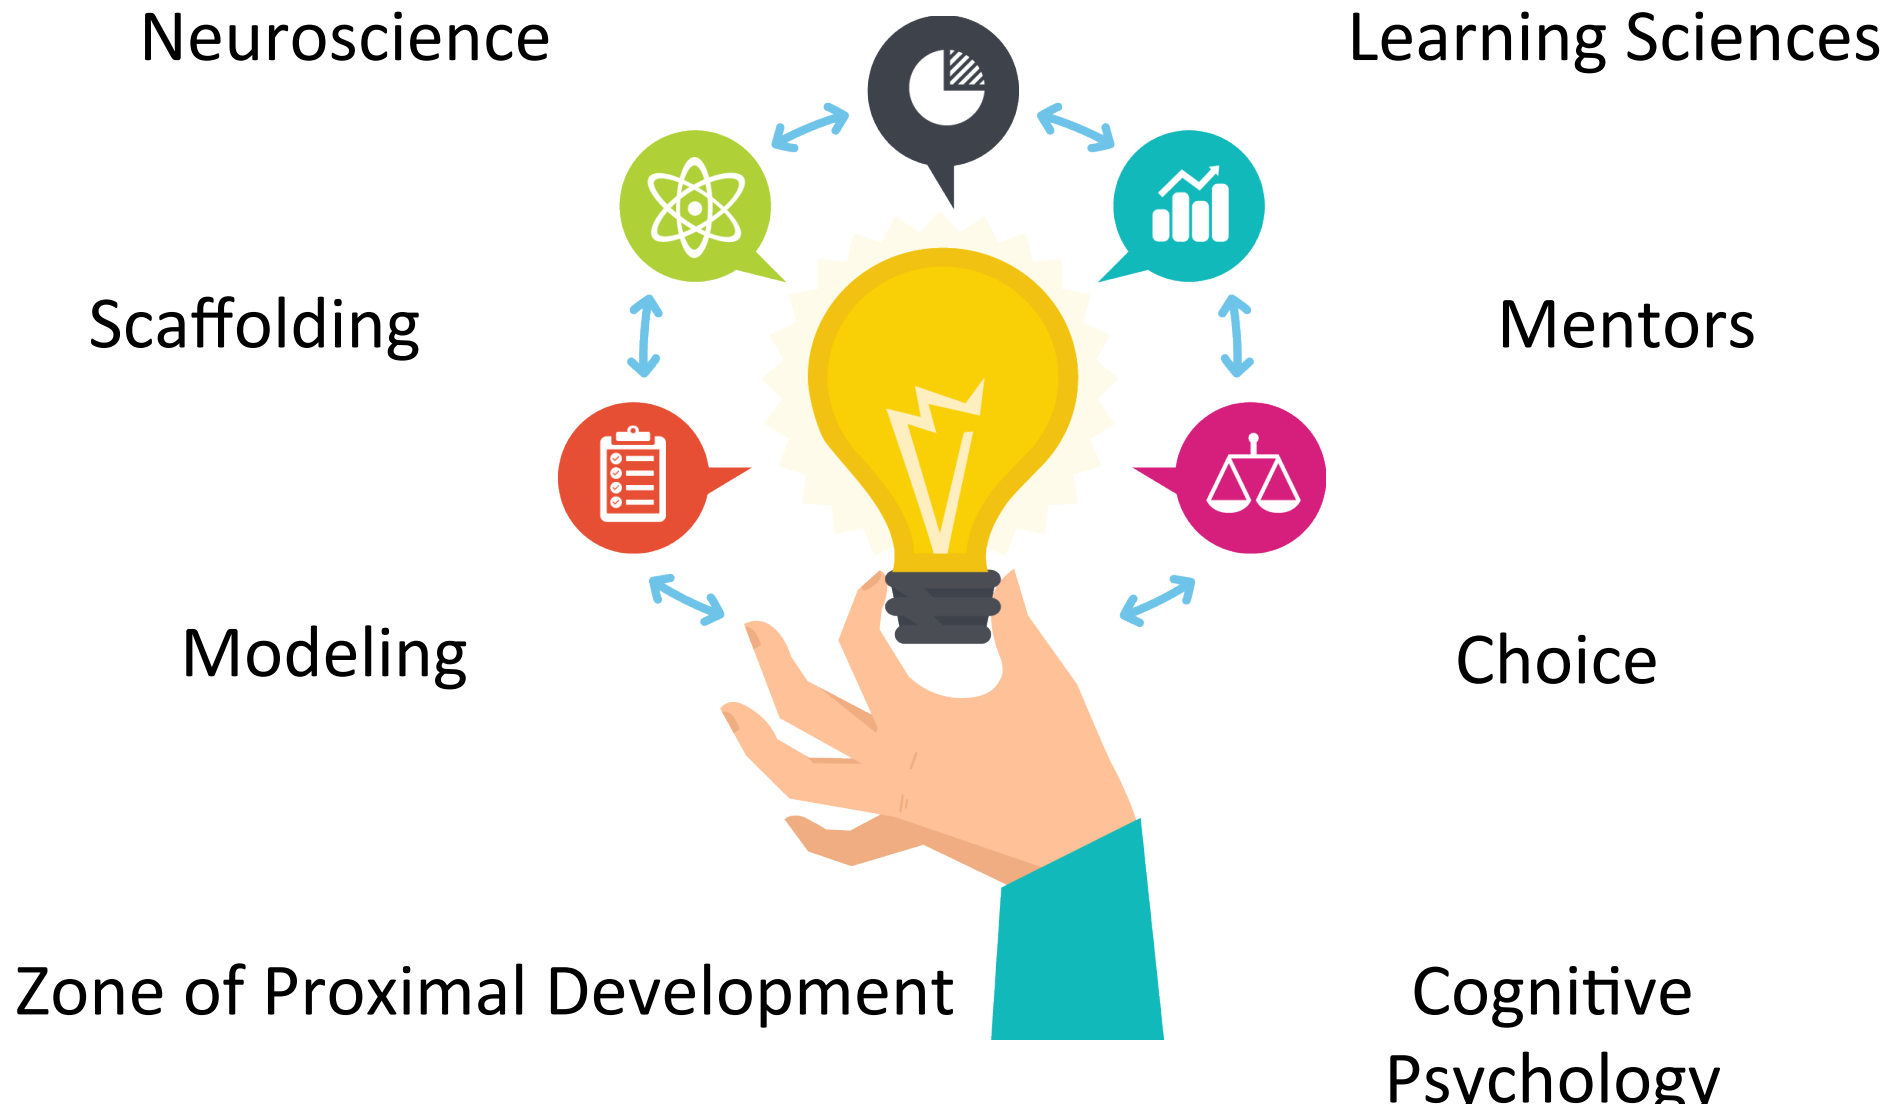 Neuroscience
Learning Sciences
Scaffolding
Mentors
Modeling
Choice
Zone of Proximal Development
Cognitive
Psychology